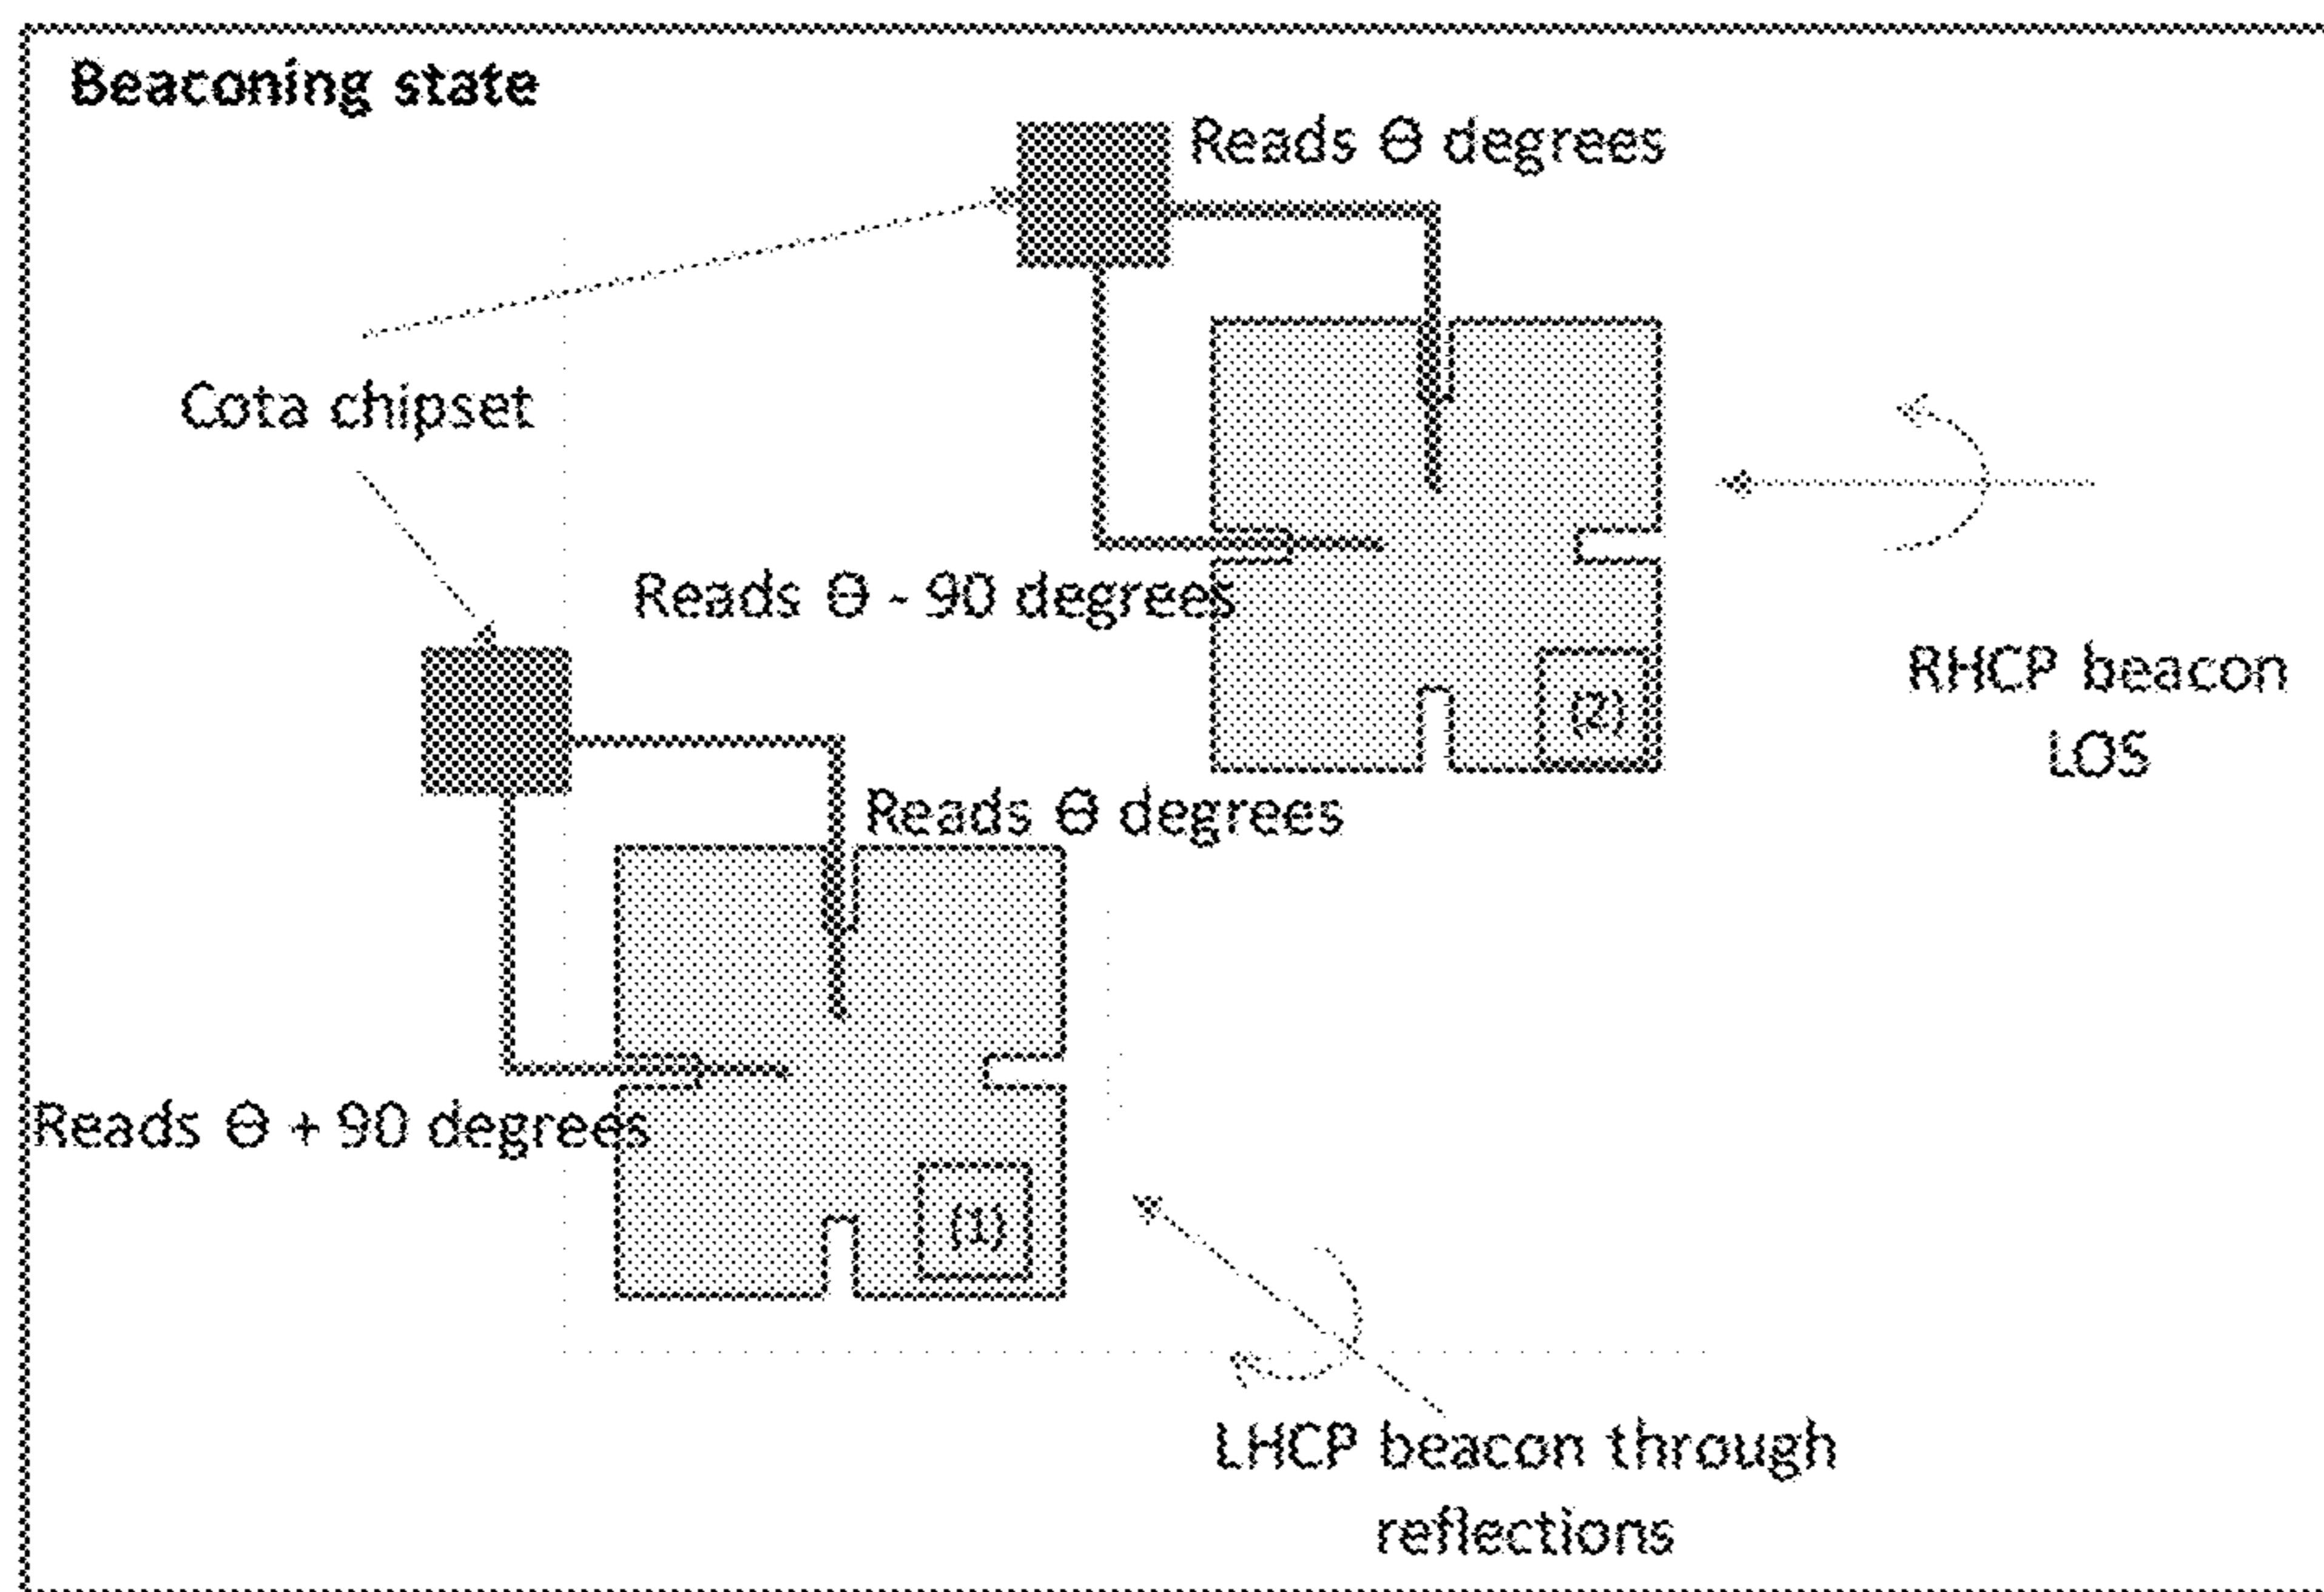 Beaconing state
Reads Θ degrees
Cota chipset
Reads Θ - 90 degrees
(2)
RHCP beacon
LOS
Reads Θ degrees
Reads Θ + 90 degrees
(1)
LHCP beacon through
reflections